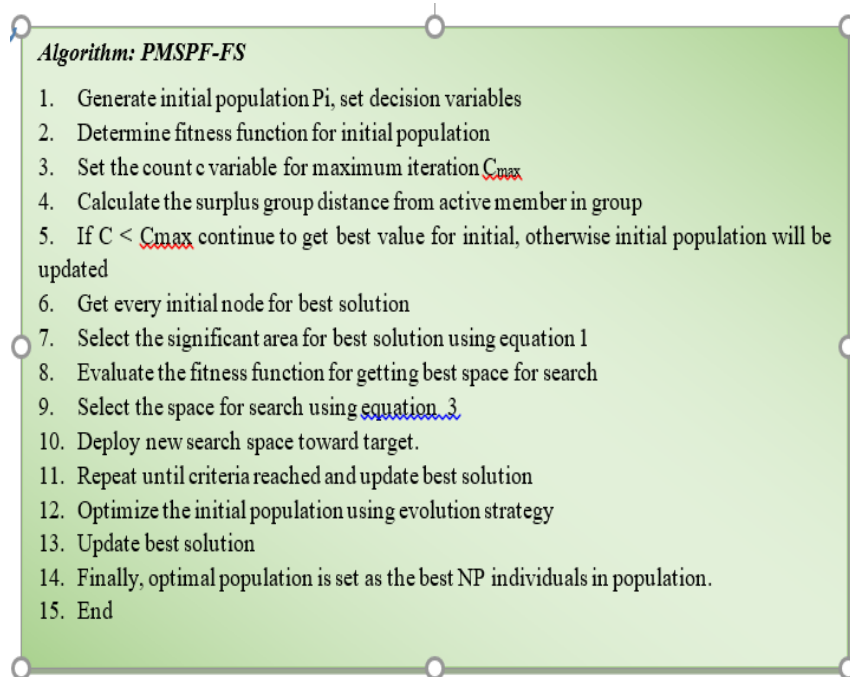 Algorithm: PMSPF-FS
1. Generate initial population Pi, set decision variables
2. Determine fitness function for initial population
3. Set the count c variable for maximum iteration Cmax
4. Calculate the surplus group distance from active member in group
5. If C < Cmax continue to get best value for initial, otherwise initial population will be
updated
6. Get every initial node for best solution
7. Select the significant area for best solution using equation 1
8. Evaluate the fitness function for getting best space for search
9. Select the space for search using equation 3
10. Deploy new search space toward target.
11. Repeat until criteria reached and update best solution
12. Optimize the initial population using evolution strategy
13. Update best solution
14. Finally, optimal population is set as the best NP individuals in population.
15. End